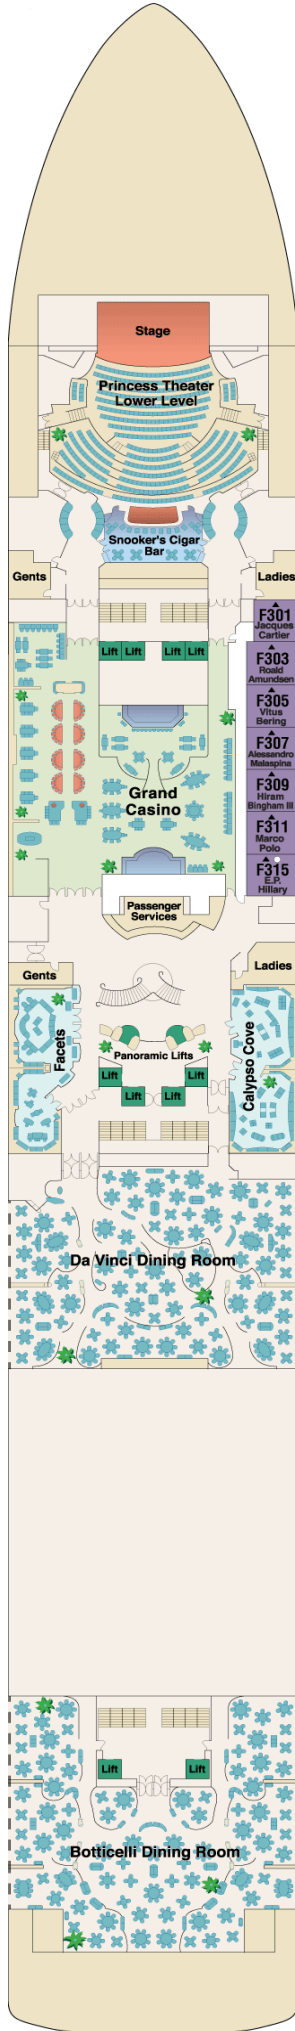 Stage
Princess Theater
Lower Level
Snooker's Cigar
Bar
Gents
Ladies
F301
Jacques
Cartier
Lift
Lift
Lift
Lift
F303
Roald
Amundsen
F305
Vitus
Bering
F307
Alessandro
Malaspina
Grand
Casino
F309
Hiram
Bingham III
F311
Marco
Polo
F315
E.P.
Hillary
Passenger
Services
Gents
Ladies
Facets
Calypso Cove
Panoramic Lifts
Lift
Lift
Lift
Lift
Da Vinci Dining Room
Lift
Lift
Botticelli Dining Room